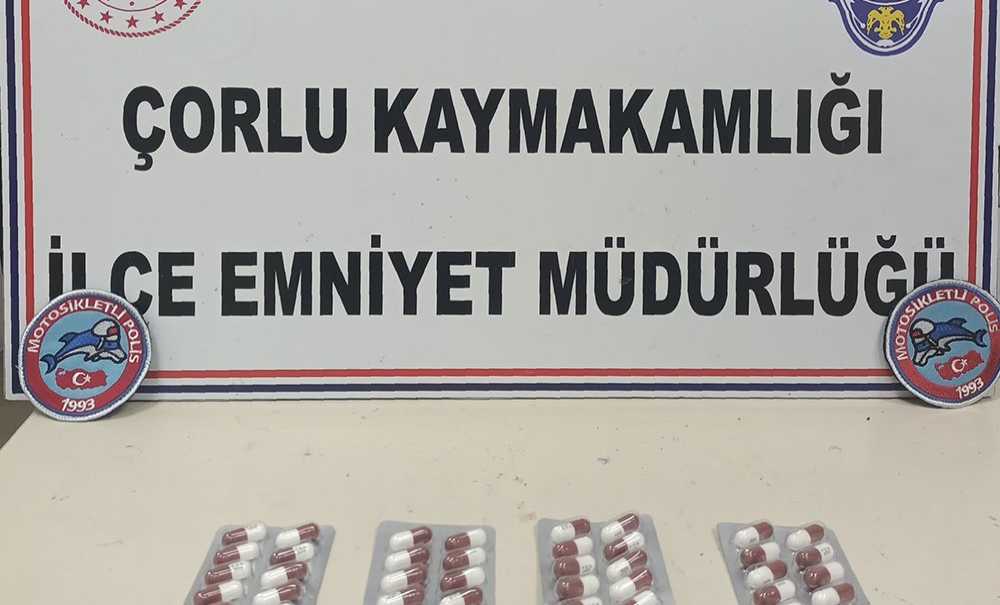 ÇORLU KAYMAKAMLIĞI
İLÇE EMNİYET MÜDÜRLÜĞÜ
MOTOSİKLETLİ POLİS
1993
MOTOSİKLETLİ POLİS
1993